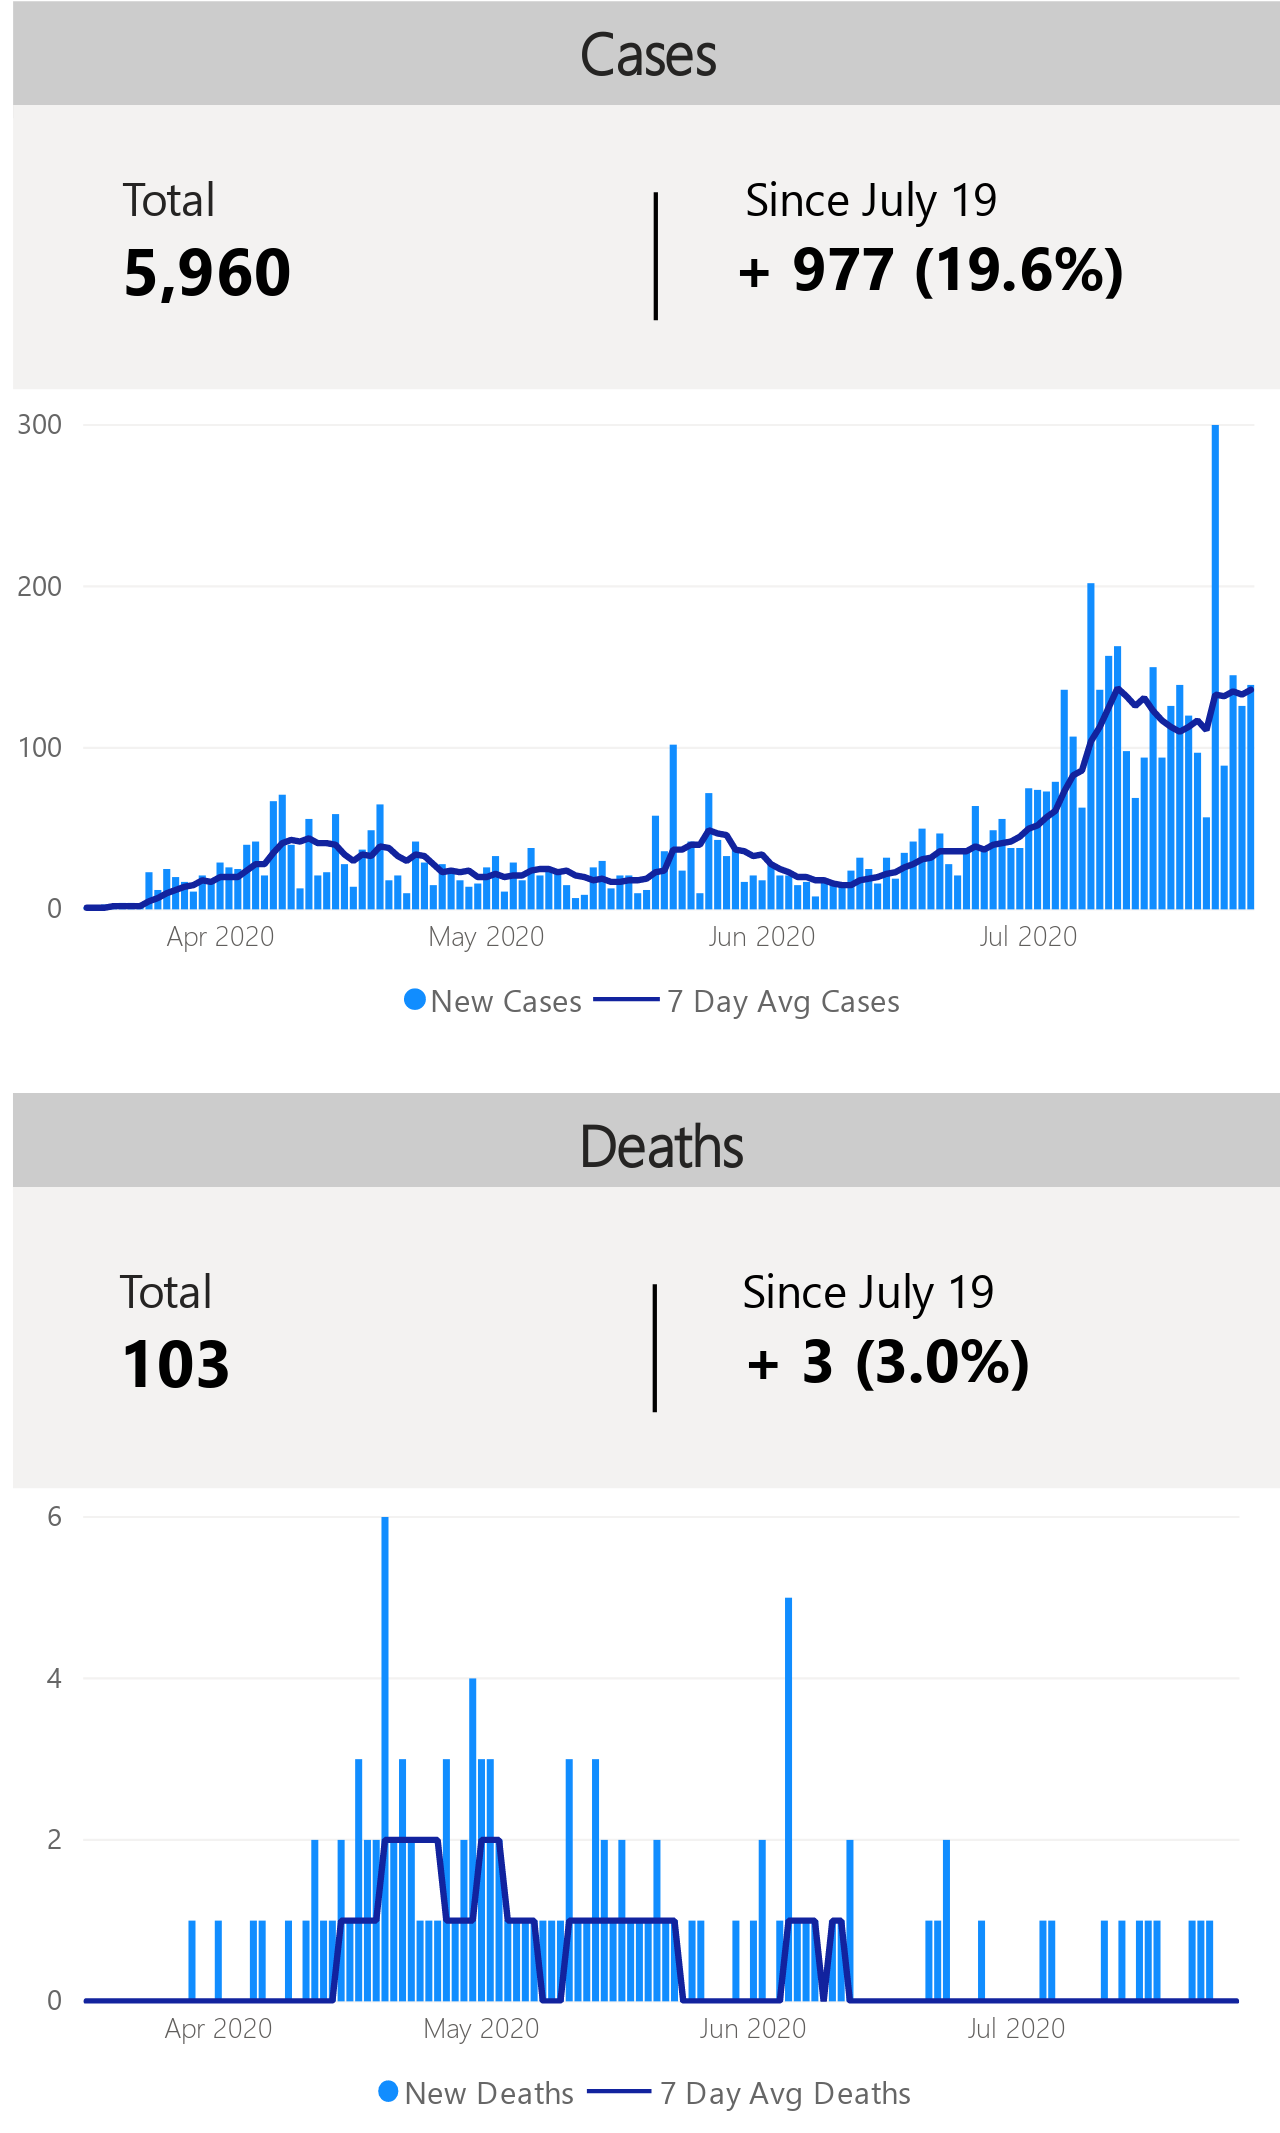 Cases
Total
Since July 19
5,960
+ 977 (19.6%)
300
200
100
0
Apr 2020
May 2020
Jun 2020
Jul 2020
New Cases
7 Day Avg Cases
Deaths
Total
Since July 19
103
+ 3 (3.0%)
6
4
2
0
Apr 2020
May 2020
Jun 2020
Jul 2020
New Deaths
7 Day Avg Deaths